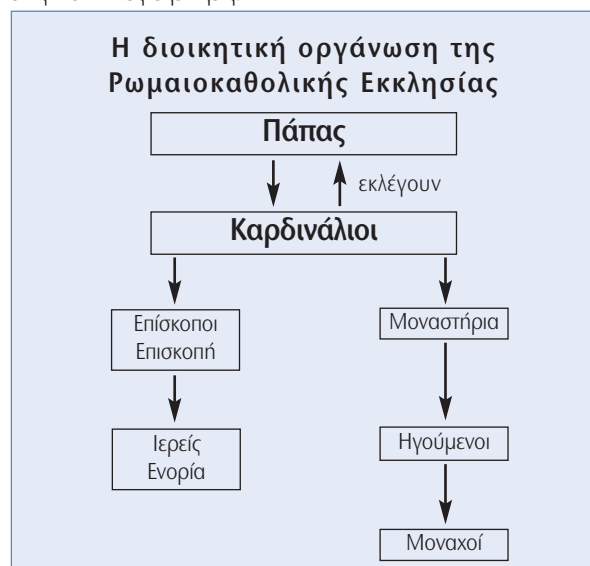 Η διοικητική οργάνωση της
Ρωμαιοκαθολικής Εκκλησίας
Πάπας
εκλέγουν
Καρδινάλιοι
Επίσκοποι
Επισκοπή
Μοναστήρια
Ιερείς
Ενορία
Ηγούμενοι
Μοναχοί